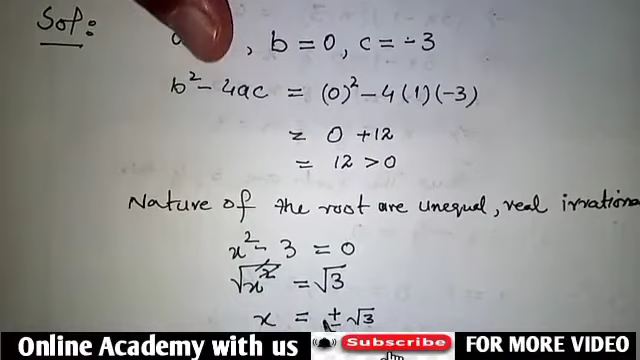 Sol:
, b = 0, c = -3
b² - 4ac = (0)² - 4(1)(-3)
= 0 + 12
= 12 > 0
Nature of the root are unequal, real irrationa
x² - 3 = 0
√x² = √3
x = ± √3
Online Academy with us Subscribe FOR MORE VIDEO